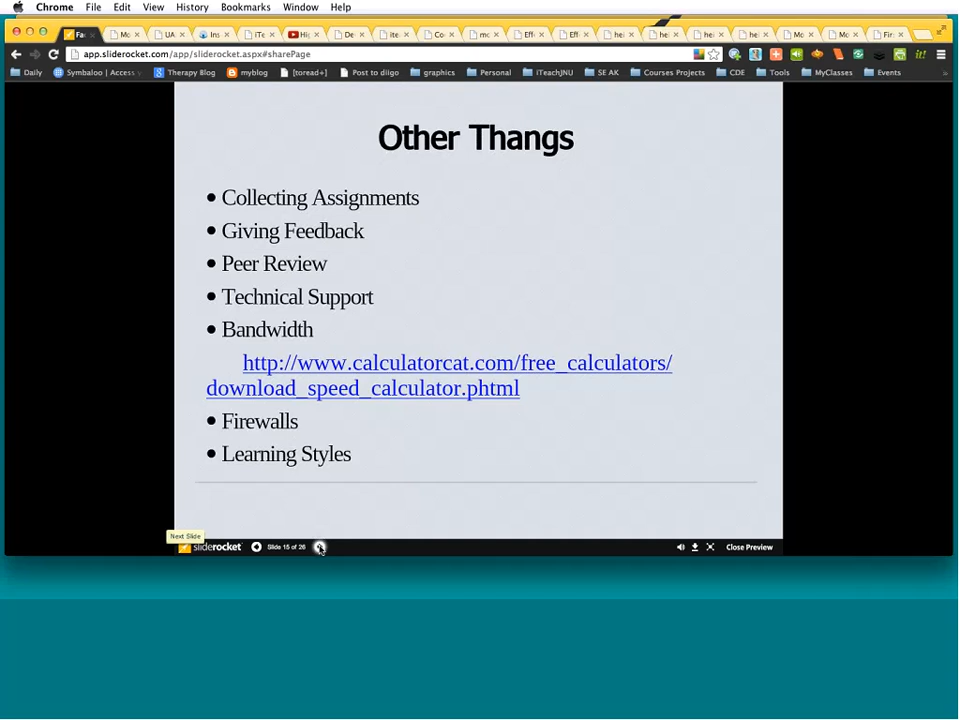 Chrome File Edit View History Bookmarks Window Help
app.sliderocket.com/app/sliderocket.aspx#sharePage
Daily Symbaloo | Access Therapy Blog myblog [toread+] Post to diigo graphics Personal iTeachJNU SE AK Courses Projects CDE Tools MyClasses Events »
Other Thangs
• Collecting Assignments
• Giving Feedback
• Peer Review
• Technical Support
• Bandwidth
http://www.calculatorcat.com/free_calculators/
download_speed_calculator.phtml
• Firewalls
• Learning Styles
Next Slide
sliderocket Slide 15 of 26 Close Preview